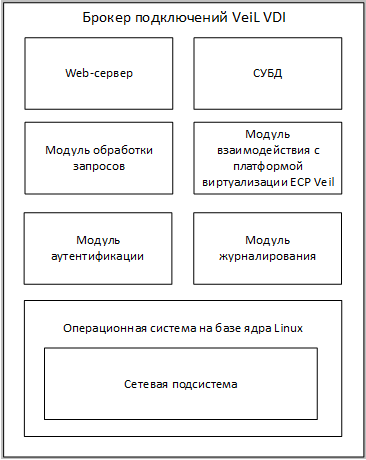 Брокер подключений VeiL VDI
Web-сервер
СУБД
Модуль обработки
запросов
Модуль
взаимодействия с
платформой
виртуализации ECP Veil
Модуль
аутентификации
Модуль
журналирования
Операционная система на базе ядра Linux
Сетевая подсистема